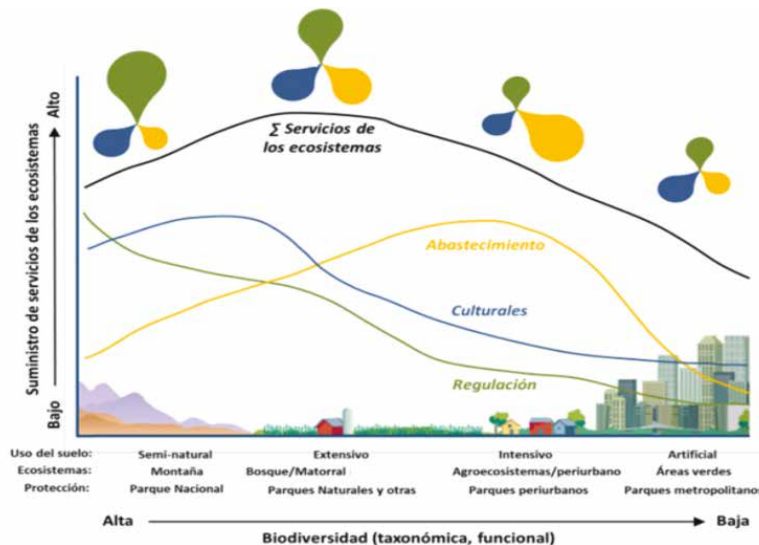 Suministro de servicios de los ecosistemas
Alto
Bajo
Σ Servicios de
los ecosistemas
Abastecimiento
Culturales
Regulación
Uso del suelo: Semi-natural Extensivo Intensivo Artificial
Ecosistemas: Montaña Bosque/Matorral Agroecosistemas/periurbano Áreas verdes
Protección: Parque Nacional Parques Naturales y otras Parques periurbanos Parques metropolitanos
Alta Baja
Biodiversidad (taxonómica, funcional)